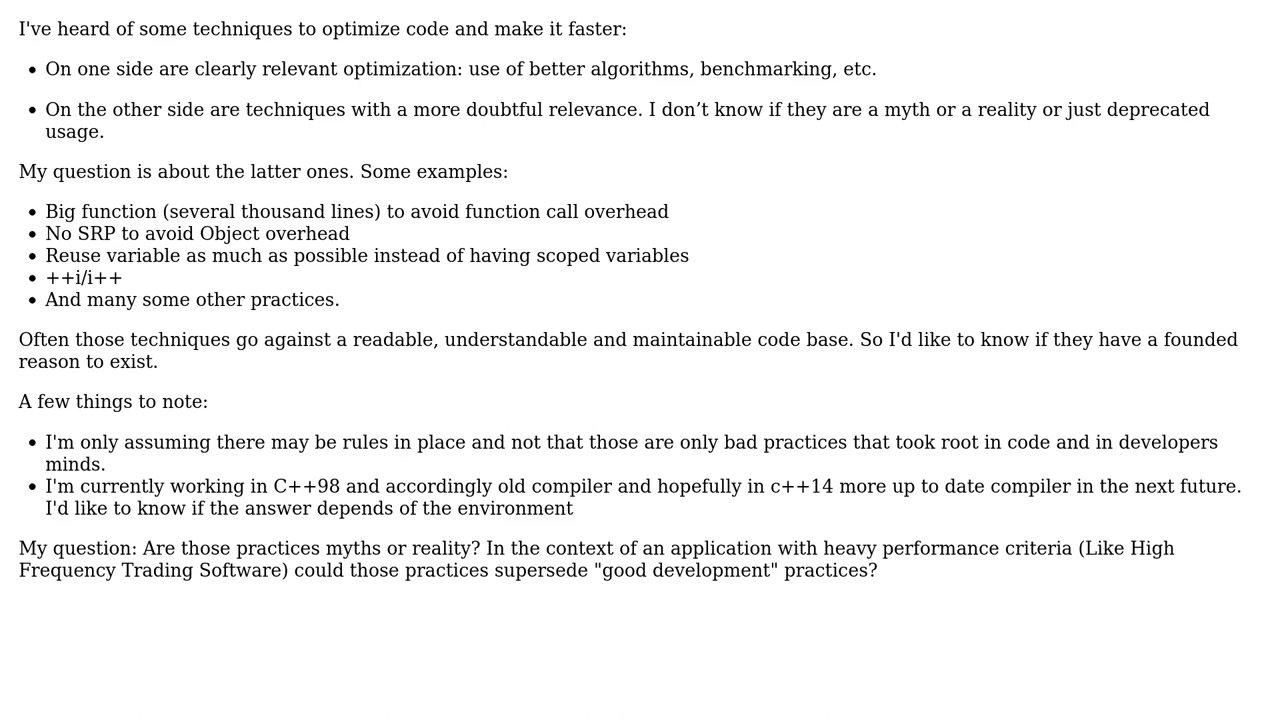 I've heard of some techniques to optimize code and make it faster:
• On one side are clearly relevant optimization: use of better algorithms, benchmarking, etc.
• On the other side are techniques with a more doubtful relevance. I don’t know if they are a myth or a reality or just deprecated
usage.
My question is about the latter ones. Some examples:
• Big function (several thousand lines) to avoid function call overhead
• No SRP to avoid Object overhead
• Reuse variable as much as possible instead of having scoped variables
• ++i/i++
• And many some other practices.
Often those techniques go against a readable, understandable and maintainable code base. So I'd like to know if they have a founded
reason to exist.
A few things to note:
• I'm only assuming there may be rules in place and not that those are only bad practices that took root in code and in developers
minds.
• I'm currently working in C++98 and accordingly old compiler and hopefully in c++14 more up to date compiler in the next future.
I'd like to know if the answer depends of the environment
My question: Are those practices myths or reality? In the context of an application with heavy performance criteria (Like High
Frequency Trading Software) could those practices supersede "good development" practices?